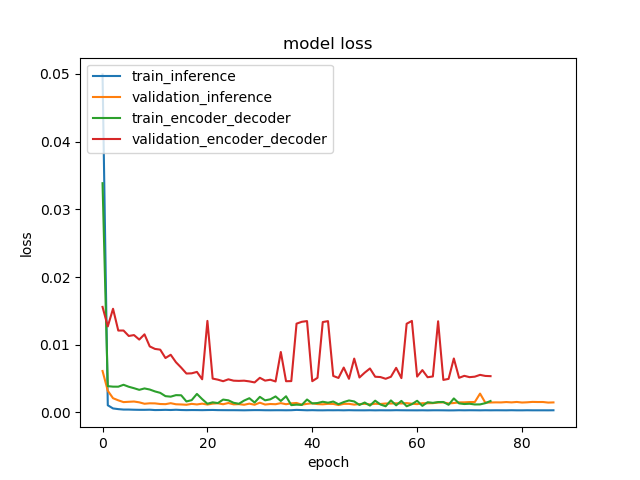 model loss
train_inference
validation_inference
train_encoder_decoder
validation_encoder_decoder
0.05
0.04
0.03
0.02
0.01
0.00
loss
0 20 40 60 80
epoch